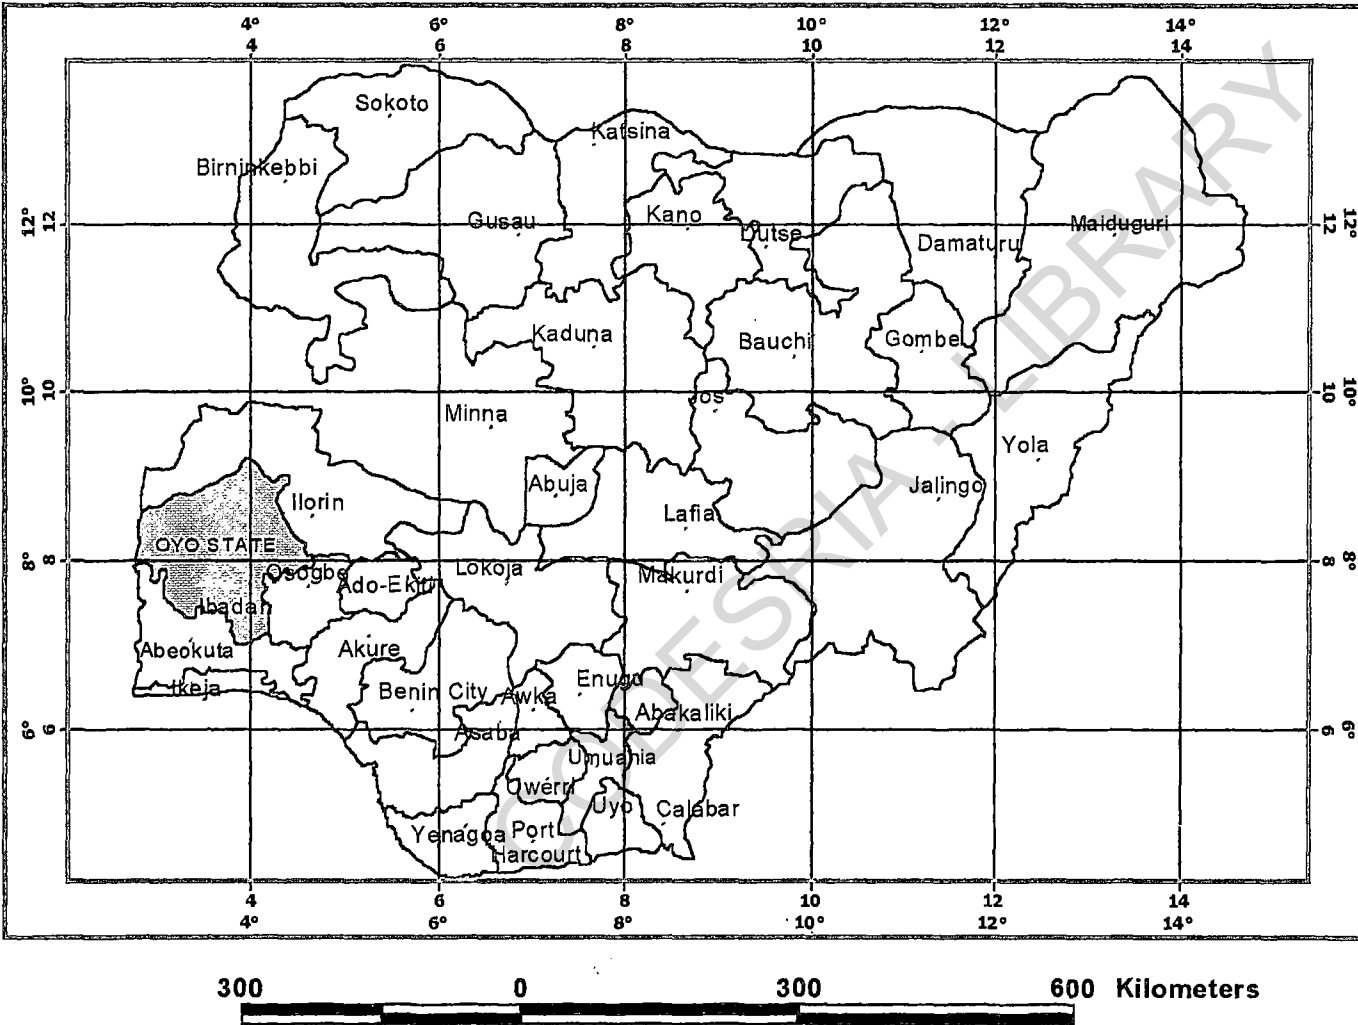 4° 6° 8° 10° 12° 14°
4 6 8 10 12 14
Sokoto
Katsina
Birninkebbi
Kano
12° 12 Gusau Maiduguri 12 12°
Dutse
Damaturu
Kaduna Bauchi Gombe
10° 10 10 10°
Jos
Minna
Yola
Abuja Jalingo
Ilorin
Lafia
OYO STATE
8° 8 8 8°
Osogbo Lokoja Makurdi
Ado-Ekiti
Ibadan
Abeokuta Akure
Enugu
Ikeja Benin City Awka
Abakaliki
6° 6 Asaba 6 6°
Umuahia
Owerri
Uyo Calabar
Yenagoa Port
Harcourt
4 6 8 10 12 14
4° 6° 8° 10° 12° 14°
300 0 300 600 Kilometers
CODESRIA - LIBRARY